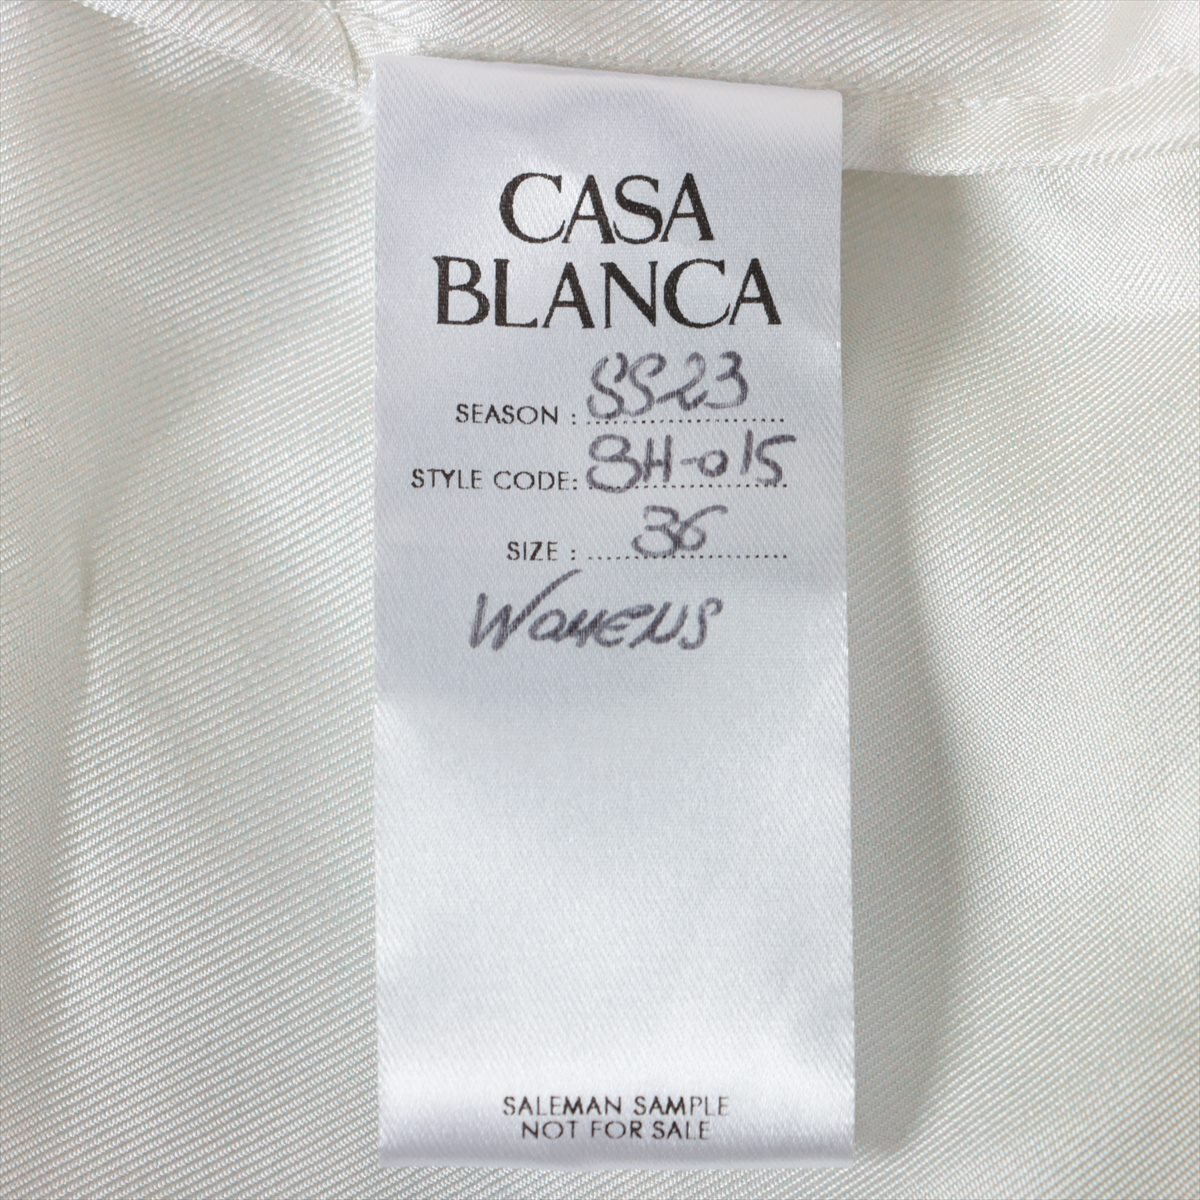 CASA
BLANCA
SEASON : SS23
STYLE CODE: SH-015
SIZE : 36
WOMENS
SALEMAN SAMPLE
NOT FOR SALE